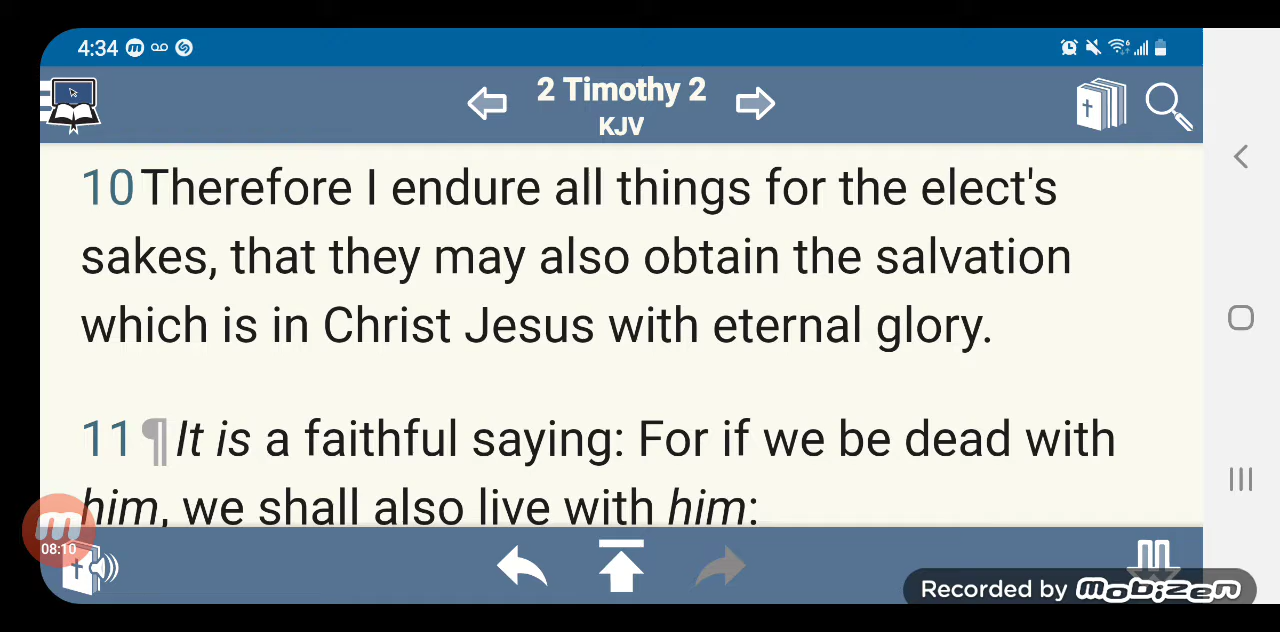 4:34
2 Timothy 2
KJV
10 Therefore I endure all things for the elect's
sakes, that they may also obtain the salvation
which is in Christ Jesus with eternal glory.
11 ¶ It is a faithful saying: For if we be dead with
him, we shall also live with him:
08:10
Recorded by mobizen